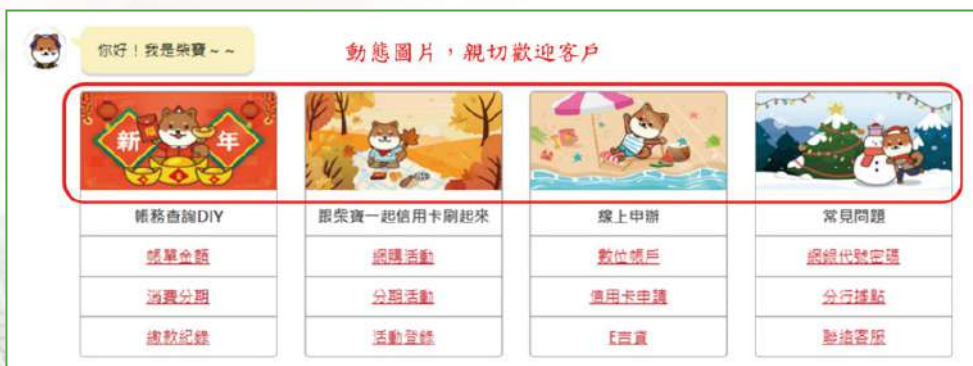 你好！我是柴寶~~
動態圖片，親切歡迎客戶
新年
帳務查詢DIY
帳單金額
消費分期
繳款紀錄
跟柴寶一起信用卡刷起來
網購活動
分期活動
活動登錄
線上申辦
數位帳戶
信用卡申請
E吉貸
常見問題
網銀代號密碼
分行據點
聯絡客服